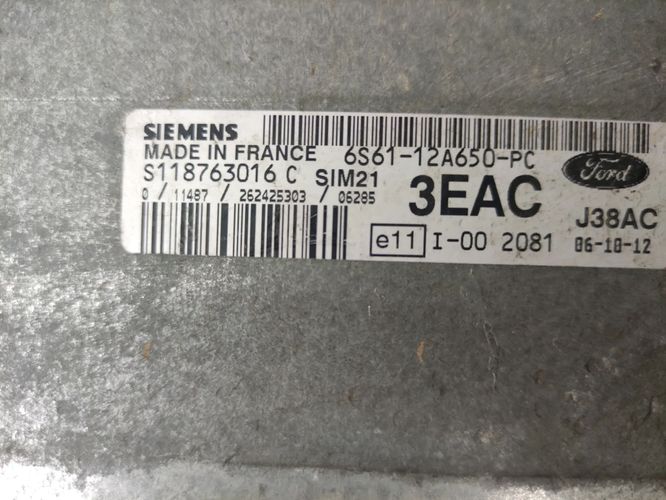 SIEMENS
MADE IN FRANCE 6S61-12A650-PC
S118763016 C SIM21 3EAC Ford
0 / 11487 / 262425303 / 06285 J38AC
e11 I-00 2081 06-10-12